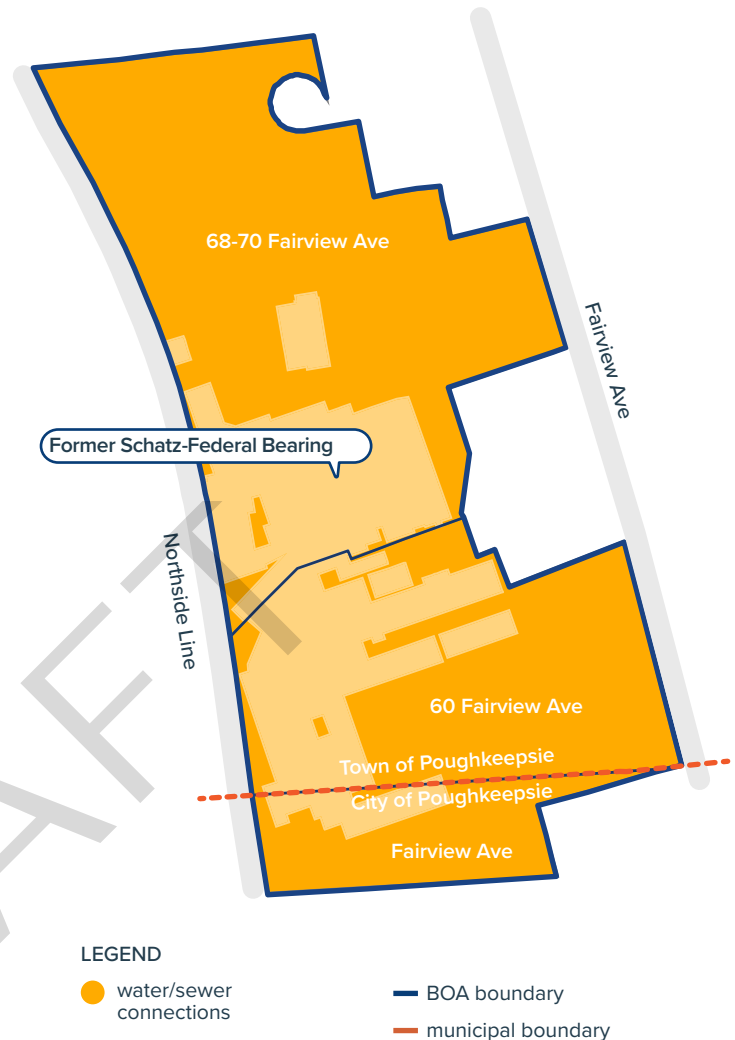 68-70 Fairview Ave
Fairview Ave
Former Schatz-Federal Bearing
Northside Line
60 Fairview Ave
Town of Poughkeepsie
City of Poughkeepsie
Fairview Ave
AFT
LEGEND
water/sewer
connections
BOA boundary
municipal boundary